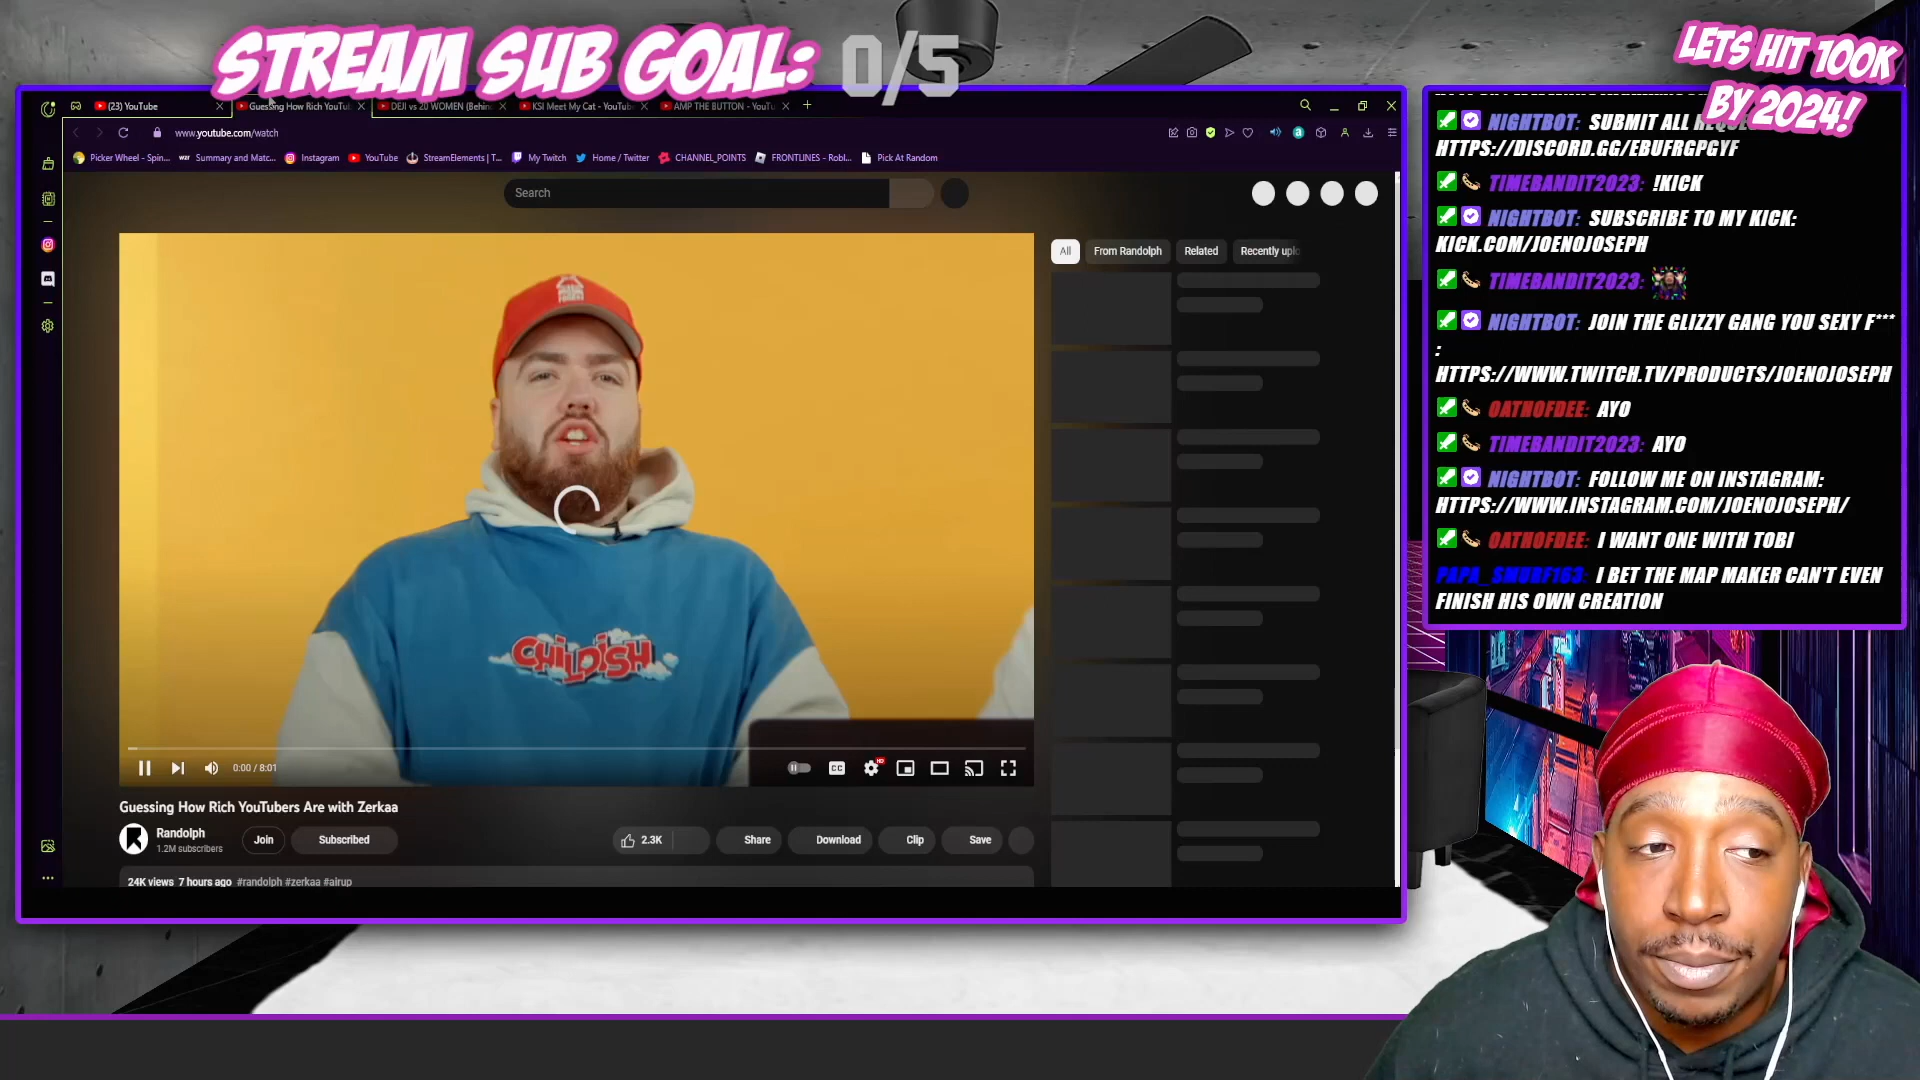 STREAM SUB GOAL: 0/5
LETS HIT 100K
BY 2024!
(23) YouTube
Guessing How Rich YouTu
DEJI vs 20 WOMEN (Behin
KSI Meet My Cat - YouTub
AMP THE BUTTON - YouTu
www.youtube.com/watch
Picker Wheel - Spin...
Summary and Matc...
Instagram
YouTube
StreamElements | T...
My Twitch
Home / Twitter
CHANNEL_POINTS
FRONTLINES - Robl...
Pick At Random
Search
All
From Randolph
Related
Recently uplo
CHILDISH
0:00 / 8:01
CC
HD
Guessing How Rich YouTubers Are with Zerkaa
Randolph
1.2M subscribers
Join
Subscribed
2.3K
Share
Download
Clip
Save
24K views 7 hours ago #randolph #zerkaa #airup
NIGHTBOT: SUBMIT ALL
HTTPS://DISCORD.GG/EBUFRGPGYF
TIMEBANDIT2023: !KICK
NIGHTBOT: SUBSCRIBE TO MY KICK:
KICK.COM/JOENOJOSEPH
TIMEBANDIT2023:
NIGHTBOT: JOIN THE GLIZZY GANG YOU SEXY F***
:
HTTPS://WWW.TWITCH.TV/PRODUCTS/JOENOJOSEPH
OATHOFDEE: AYO
TIMEBANDIT2023: AYO
NIGHTBOT: FOLLOW ME ON INSTAGRAM:
HTTPS://WWW.INSTAGRAM.COM/JOENOJOSEPH/
OATHOFDEE: I WANT ONE WITH TOBI
PAPA_SMURF163: I BET THE MAP MAKER CAN'T EVEN
FINISH HIS OWN CREATION